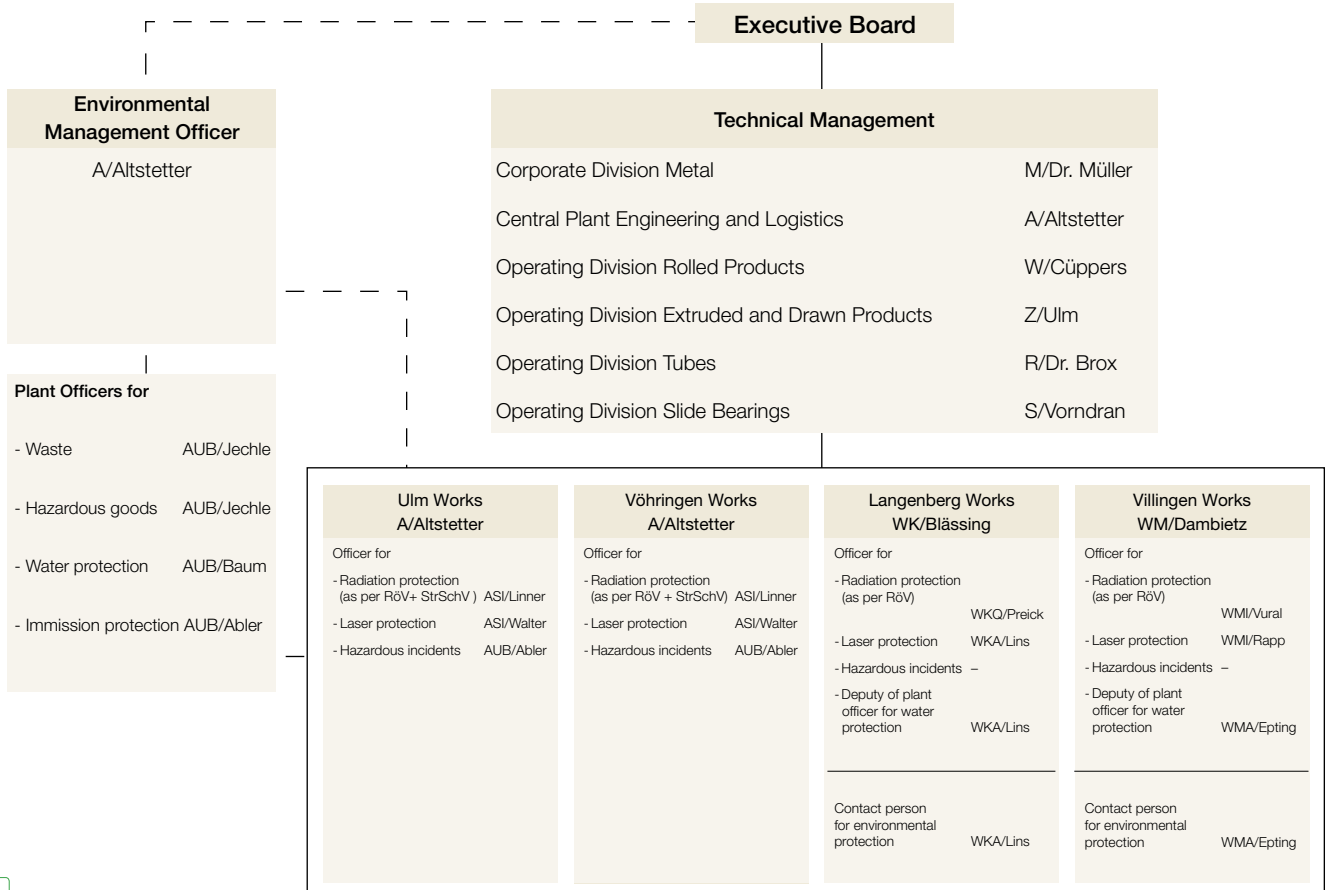 Executive Board
Environmental
Management Officer
A/Altstetter
Technical Management
Corporate Division Metal M/Dr. Müller
Central Plant Engineering and Logistics A/Altstetter
Operating Division Rolled Products W/Cüppers
Operating Division Extruded and Drawn Products Z/Ulm
Operating Division Tubes R/Dr. Brox
Operating Division Slide Bearings S/Vorndran
Plant Officers for
- Waste AUB/Jechle
- Hazardous goods AUB/Jechle
- Water protection AUB/Baum
- Immission protection AUB/Abler
Ulm Works
A/Altstetter
Officer for
- Radiation protection
(as per RöV+ StrSchV ) ASI/Linner
- Laser protection ASI/Walter
- Hazardous incidents AUB/Abler
Vöhringen Works
A/Altstetter
Officer for
- Radiation protection
(as per RöV + StrSchV) ASI/Linner
- Laser protection ASI/Walter
- Hazardous incidents AUB/Abler
Langenberg Works
WK/Blässing
Officer for
- Radiation protection
(as per RöV)
WKQ/Preick
- Laser protection WKA/Lins
- Hazardous incidents –
- Deputy of plant
officer for water
protection WKA/Lins
Contact person
for environmental
protection WKA/Lins
Villingen Works
WM/Dambietz
Officer for
- Radiation protection
(as per RöV)
WMI/Vural
- Laser protection WMI/Rapp
- Hazardous incidents –
- Deputy of plant
officer for water
protection WMA/Epting
Contact person
for environmental
protection WMA/Epting